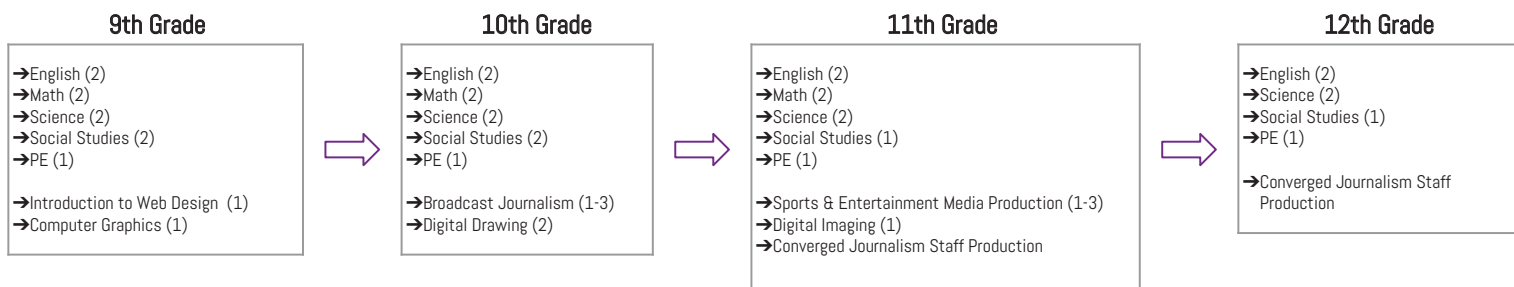 9th Grade
➔English (2)
➔Math (2)
➔Science (2)
➔Social Studies (2)
➔PE (1)
➔Introduction to Web Design  (1)
➔Computer Graphics (1)
10th Grade
➔English (2)
➔Math (2)
➔Science (2)
➔Social Studies (2)
➔PE (1)
➔Broadcast Journalism (1-3)
➔Digital Drawing (2)
11th Grade
➔English (2)
➔Math (2)
➔Science (2)
➔Social Studies (1)
➔PE (1)
➔Sports & Entertainment Media Production (1-3)
➔Digital Imaging (1)
➔Converged Journalism Staff Production
12th Grade
➔English (2)
➔Science (2)
➔Social Studies (1)
➔PE (1)
➔Converged Journalism Staff
Production